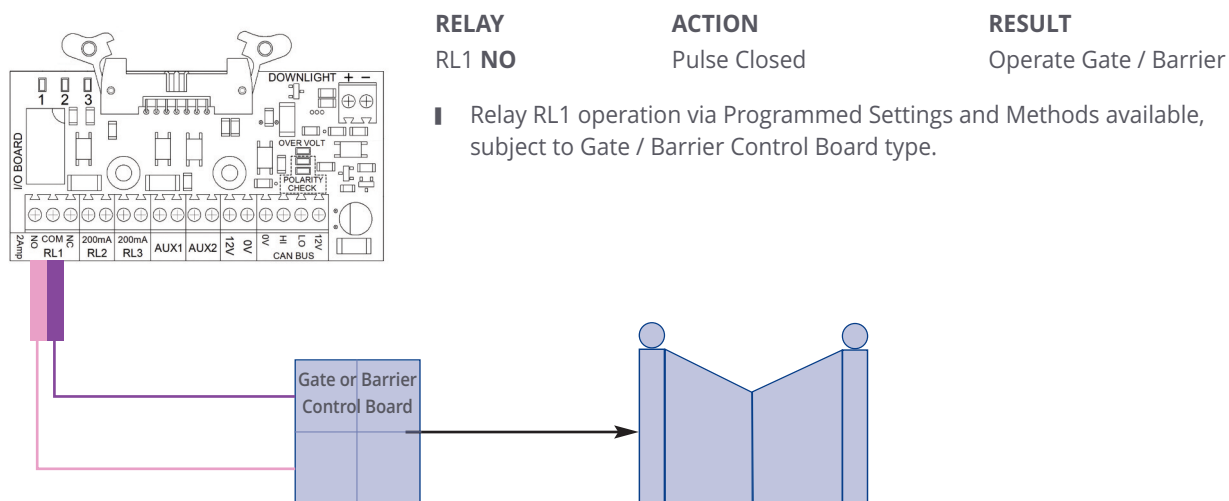 RELAY ACTION RESULT
RL1 NO Pulse Closed Operate Gate / Barrier
Relay RL1 operation via Programmed Settings and Methods available,
subject to Gate / Barrier Control Board type.
DOWNLIGHT + −
1 2 3
I/O BOARD
OVER VOLT
POLARITY
CHECK
2Amp NO COM NC 200mA 200mA AUX1 AUX2 12V 0V 0V HI LO 12V
RL1 RL2 RL3 CAN BUS
Gate or Barrier
Control Board